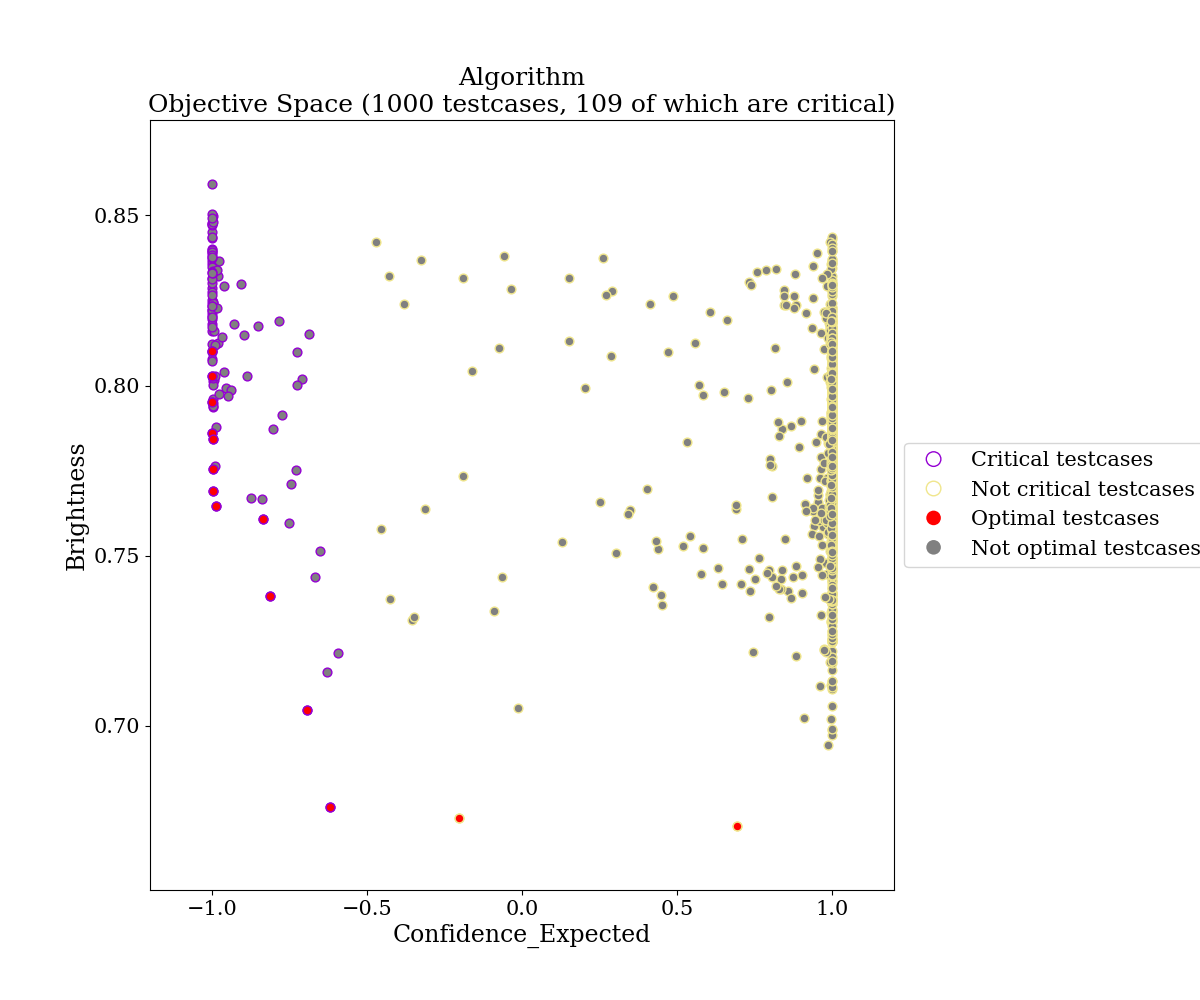 Algorithm
Objective Space (1000 testcases, 109 of which are critical)
0.85
0.80
0.75
0.70
Brightness
−1.0 −0.5 0.0 0.5 1.0
Confidence_Expected
Critical testcases
Not critical testcases
Optimal testcases
Not optimal testcases